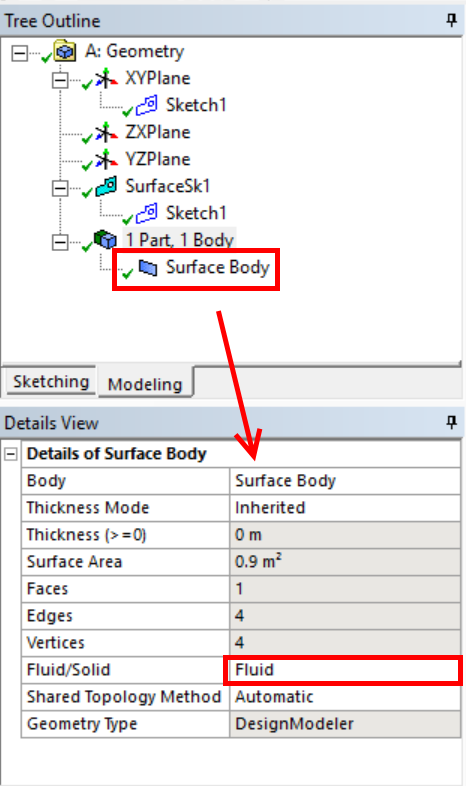 Tree Outline
A: Geometry
XYPlane
Sketch1
ZXPlane
YZPlane
SurfaceSk1
Sketch1
1 Part, 1 Body
Surface Body
Sketching Modeling
Details View
Details of Surface Body
Body Surface Body
Thickness Mode Inherited
Thickness (>=0) 0 m
Surface Area 0.9 m²
Faces 1
Edges 4
Vertices 4
Fluid/Solid Fluid
Shared Topology Method Automatic
Geometry Type DesignModeler